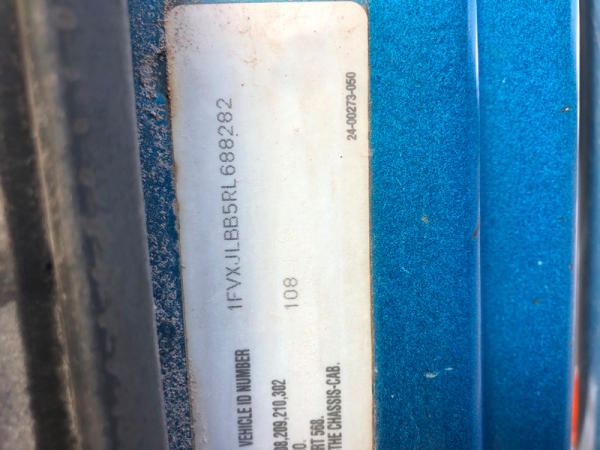 VEHICLE ID NUMBER 1FVXJLBB5RL688282
08,209,210,302 108
O.
RT 568.
THE CHASSIS-CAB.
24-00273-050